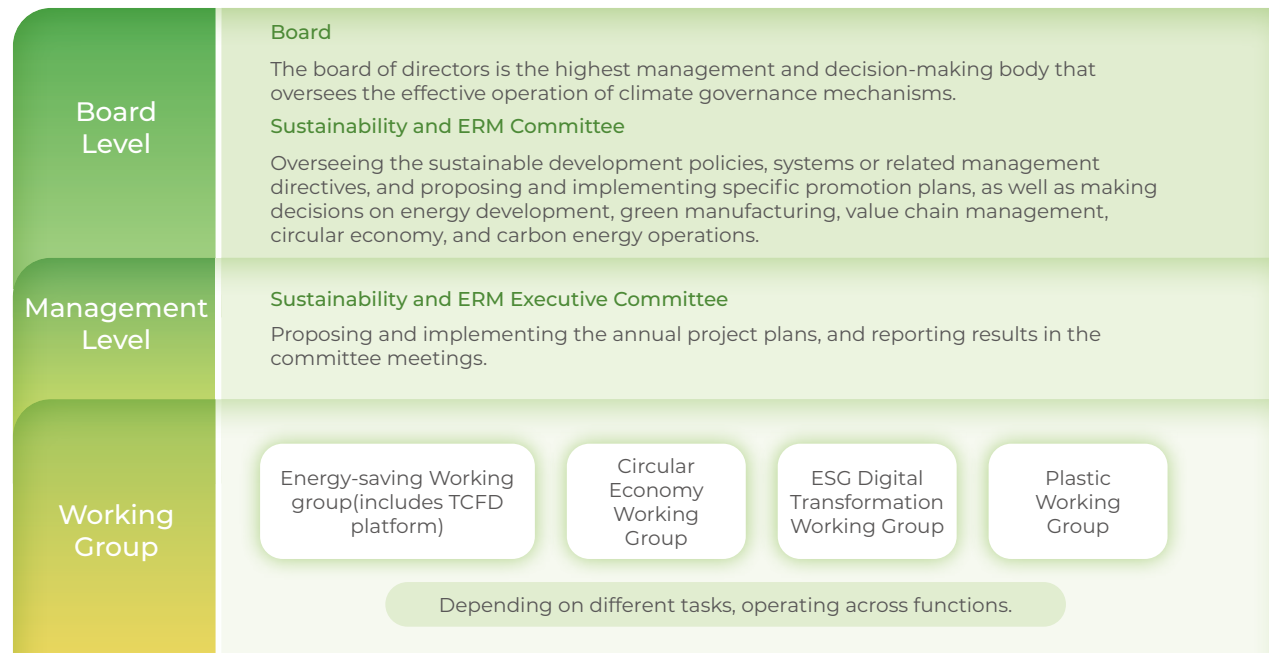 Board
Level
Board
The board of directors is the highest management and decision-making body that
oversees the effective operation of climate governance mechanisms.
Sustainability and ERM Committee
Overseeing the sustainable development policies, systems or related management
directives, and proposing and implementing specific promotion plans, as well as making
decisions on energy development, green manufacturing, value chain management,
circular economy, and carbon energy operations.
Management
Level
Sustainability and ERM Executive Committee
Proposing and implementing the annual project plans, and reporting results in the
committee meetings.
Working
Group
Energy-saving Working
group(includes TCFD
platform)
Circular
Economy
Working
Group
ESG Digital
Transformation
Working Group
Plastic
Working
Group
Depending on different tasks, operating across functions.